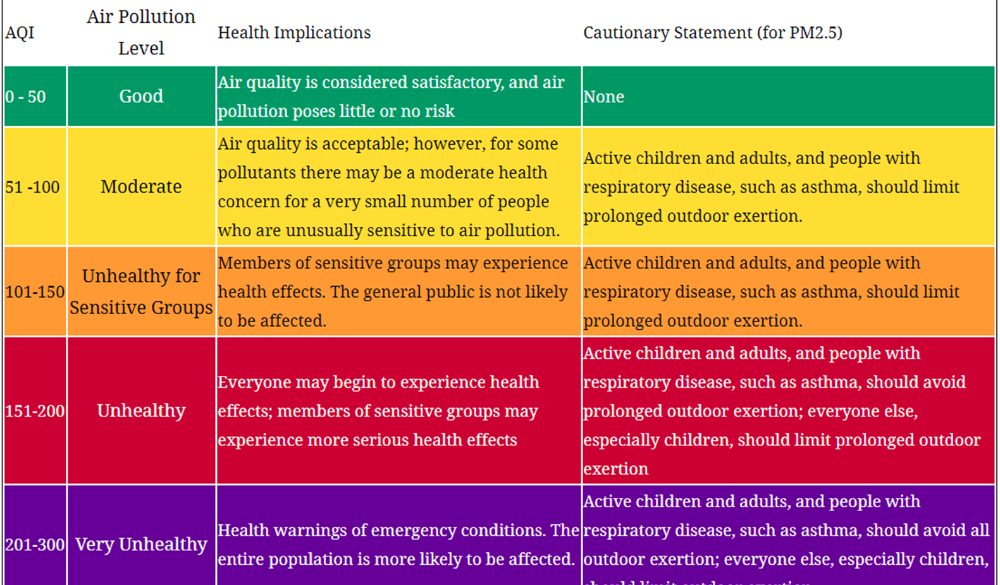 AQI
Air Pollution
Level
Health Implications
Cautionary Statement (for PM2.5)
0 - 50
Good
Air quality is considered satisfactory, and air
pollution poses little or no risk
None
51 -100
Moderate
Air quality is acceptable; however, for some
pollutants there may be a moderate health
concern for a very small number of people
who are unusually sensitive to air pollution.
Active children and adults, and people with
respiratory disease, such as asthma, should limit
prolonged outdoor exertion.
101-150
Unhealthy for
Sensitive Groups
Members of sensitive groups may experience
health effects. The general public is not likely
to be affected.
Active children and adults, and people with
respiratory disease, such as asthma, should limit
prolonged outdoor exertion.
151-200
Unhealthy
Everyone may begin to experience health
effects; members of sensitive groups may
experience more serious health effects
Active children and adults, and people with
respiratory disease, such as asthma, should avoid
prolonged outdoor exertion; everyone else,
especially children, should limit prolonged outdoor
exertion
201-300
Very Unhealthy
Health warnings of emergency conditions. The
entire population is more likely to be affected.
Active children and adults, and people with
respiratory disease, such as asthma, should avoid all
outdoor exertion; everyone else, especially children,